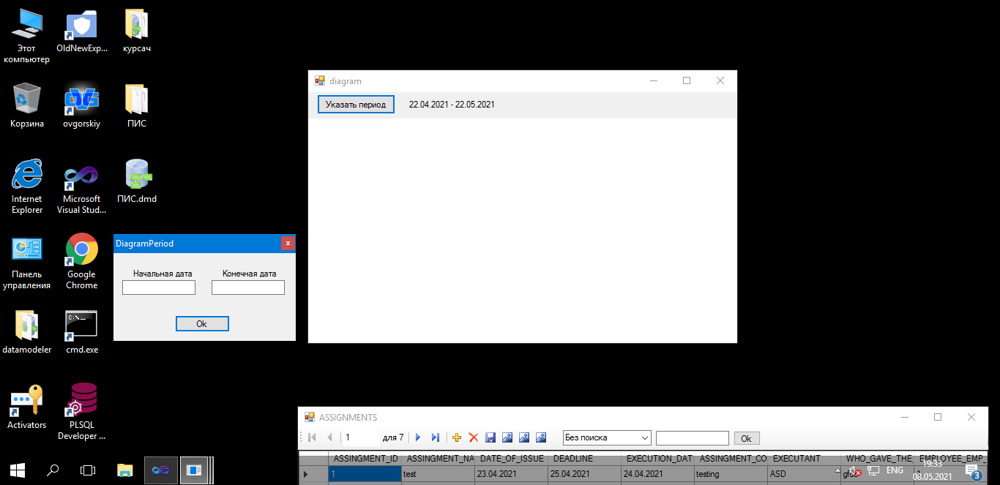 Этот
компьютер
OldNewExp...
курсач
Корзина
ovgorskiy
ПИС
Internet
Explorer
Microsoft
Visual Stud...
ПИС.dmd
Панель
управления
Google
Chrome
datamodeler
C:\_
cmd.exe
Activators
PLSQL
Developer ...
diagram
Указать период
22.04.2021 - 22.05.2021
DiagramPeriod
Начальная дата
Конечная дата
Ok
ASSIGNMENTS
1
для 7
Без поиска
Ok
ASSINGMENT_ID ASSINGMENT_NA DATE_OF_ISSUE DEADLINE EXECUTION_DAT ASSINGMENT_CO EXECUTANT WHO_GAVE_THE_ EMPLOYEE_EMP_
1 test 23.04.2021 25.04.2021 24.04.2021 testing ASD
ENG
19:33
08.05.2021
3